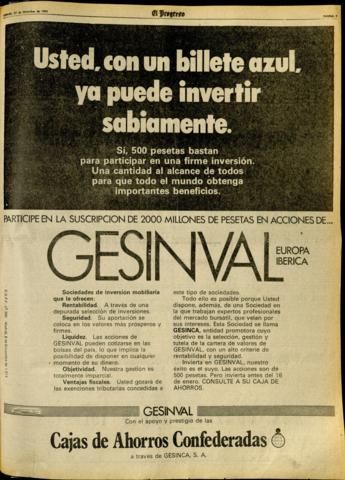 El Progreso
Usted, con un billete azul,
ya puede invertir
sabiamente.
Sí, 500 pesetas bastan
para participar en una firme inversión.
Una cantidad al alcance de todos
para que todo el mundo obtenga
importantes beneficios.
PARTICIPE EN LA SUSCRIPCION DE 2000 MILLONES DE PESETAS EN ACCIONES DE...
GESINVAL
EUROPA
IBERICA
Sociedades de inversión mobiliaria
que le ofrecen:
Rentabilidad. A través de una
depurada selección de inversiones.
Seguridad. Su aportación se
coloca en los valores más prósperos y
firmes.
Liquidez. Las acciones de
GESINVAL pueden cotizarse en las
bolsas del país, lo que implica la
posibilidad de disponer en cualquier
momento de su dinero.
Objetividad. Nuestra gestión es
totalmente imparcial.
Ventajas fiscales. Usted gozará de
las exenciones tributarias concedidas a
este tipo de sociedades.
Todo ello es posible porque Usted
dispone, además, de una Sociedad en
la que trabajan expertos profesionales
del mercado bursátil, que velan por
sus intereses. Esta Sociedad se llama
GESINCA, entidad promotora cuyo
objetivo es la selección, gestión y
tutela de la cartera de valores de
GESINVAL, con un alto criterio de
rentabilidad y seguridad.
Invierta en GESINVAL, nuestro
éxito es el suyo. Las acciones son de
500 pesetas. Pero invierta antes del 16
de enero. CONSULTE A SU CAJA DE
AHORROS.
GESINVAL
Con el apoyo y prestigio de las
Cajas de Ahorros Confederadas
a través de GESINCA, S. A.